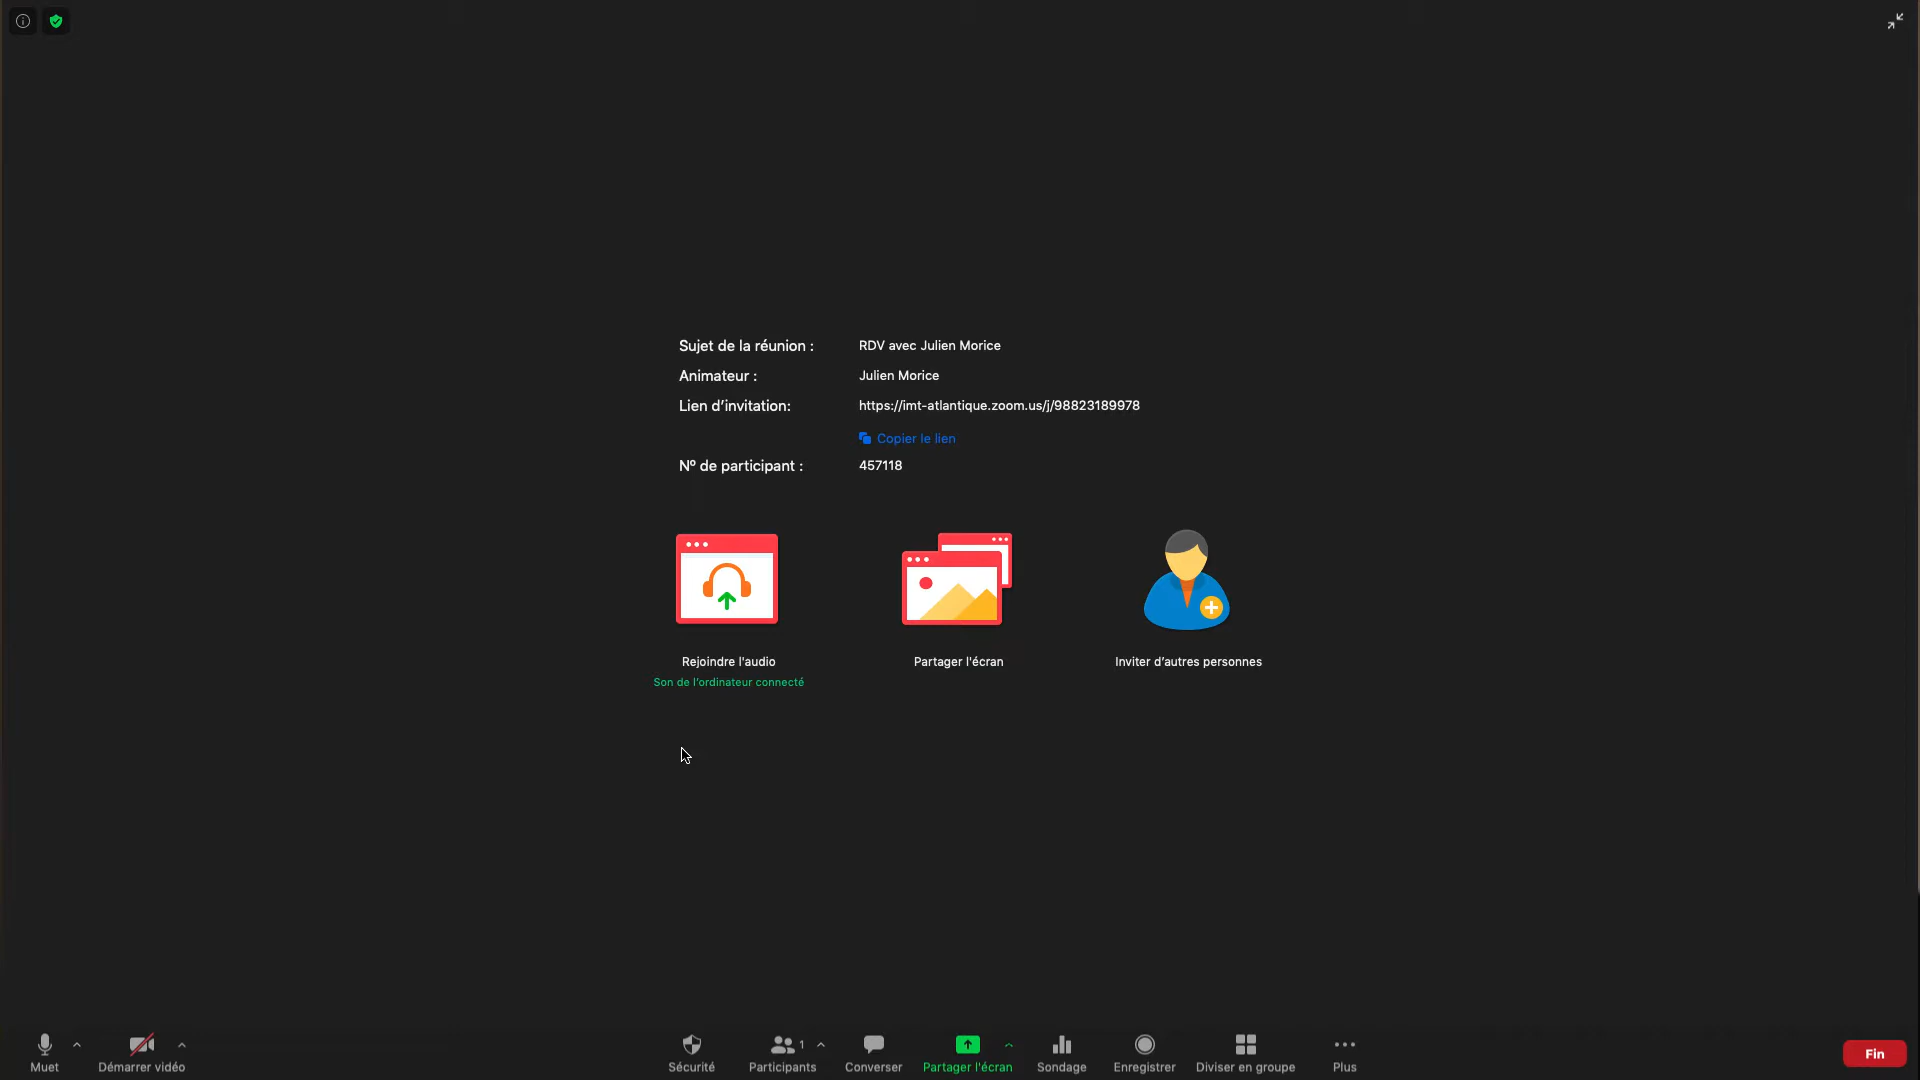 Sujet de la réunion :
RDV avec Julien Morice
Animateur :
Julien Morice
Lien d'invitation:
https://imt-atlantique.zoom.us/j/98823189978
Copier le lien
Nº de participant :
457118
Rejoindre l'audio
Son de l'ordinateur connecté
Partager l'écran
Inviter d'autres personnes
Muet
Démarrer vidéo
Sécurité
1
Participants
Converser
Partager l'écran
Sondage
Enregistrer
Diviser en groupe
Plus
Fin